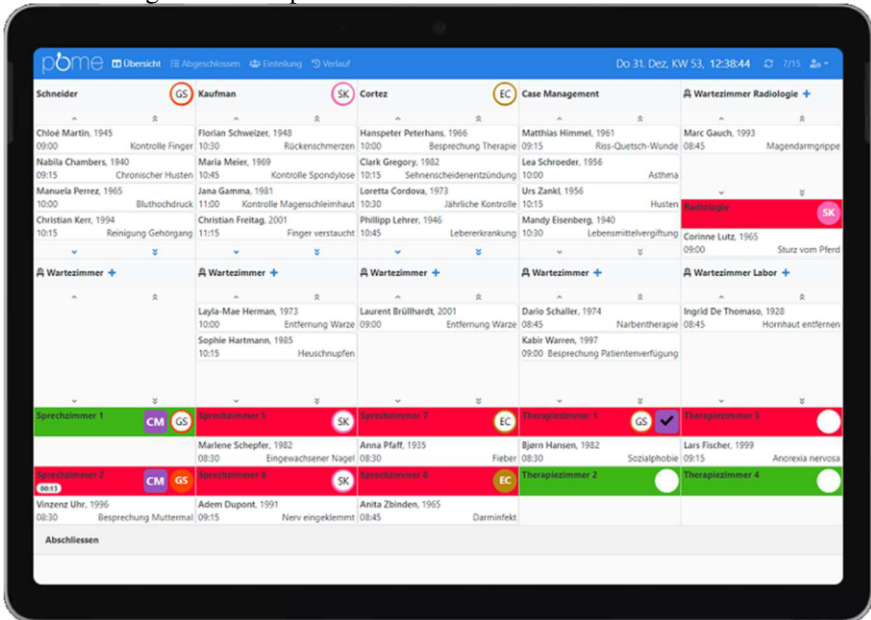 pome Übersicht Abgeschlossen Einteilung Verlauf Do 31. Dez, KW 53, 12:38:44 7/15
Schneider GS Kaufman SK Cortez EC Case Management Wartezimmer Radiologie +
Chloé Martin, 1945 Florian Schweizer, 1948 Hanspeter Peterhans, 1966 Matthias Himmel, 1961 Marc Gauch, 1993
09:00 Kontrolle Finger 10:30 Rückenschmerzen 10:00 Besprechung Therapie 09:15 Riss-Quetsch-Wunde 08:45 Magendarmgrippe
Nabila Chambers, 1940 Maria Meier, 1969 Clark Gregory, 1982 Lea Schroeder, 1956
09:15 Chronischer Husten 10:45 Kontrolle Spondylose 10:15 Sehnenscheidenentzündung 10:00 Asthma
Manuela Perrez, 1965 Jana Gamma, 1981 Loretta Cordova, 1973 Urs Zankl, 1956
10:00 Bluthochdruck 11:00 Kontrolle Magenschleimhaut 10:30 Jährliche Kontrolle 10:15 Husten
Radiologie SK
Christian Kerr, 1994 Christian Freitag, 2001 Phillipp Lehrer, 1946 Mandy Eisenberg, 1940
10:15 Reinigung Gehörgang 11:15 Finger verstaucht 10:45 Lebererkrankung 10:30 Lebensmittelvergiftung
Corinne Lutz, 1965
09:00 Sturz vom Pferd
Wartezimmer + Wartezimmer + Wartezimmer + Wartezimmer + Wartezimmer Labor +
Layla-Mae Herman, 1973 Laurent Brüllhardt, 2001 Dario Schaller, 1974 Ingrid De Thomaso, 1928
10:00 Entfernung Warze 09:00 Entfernung Warze 08:45 Narbentherapie 08:45 Hornhaut entfernen
Sophie Hartmann, 1985 Kabir Warren, 1997
10:15 Heuschnupfen 09:00 Besprechung Patientenverfügung
Sprechzimmer 1 CM GS Sprechzimmer 5 SK Sprechzimmer 7 EC Therapiezimmer 1 GS Therapiezimmer 3
Marlene Schepfer, 1982 Anna Pfaff, 1935 Bjørn Hansen, 1982 Lars Fischer, 1999
08:30 Eingewachsener Nagel 08:30 Fieber 08:30 Sozialphobie 09:15 Anorexia nervosa
Sprechzimmer 2 CM GS Sprechzimmer 6 SK Sprechzimmer 8 EC Therapiezimmer 2 Therapiezimmer 4
00:13
Vinzenz Uhr, 1996 Adem Dupont, 1991 Anita Zbinden, 1965
08:30 Besprechung Muttermal 09:15 Nerv eingeklemmt 08:45 Darminfekt
Abschliessen